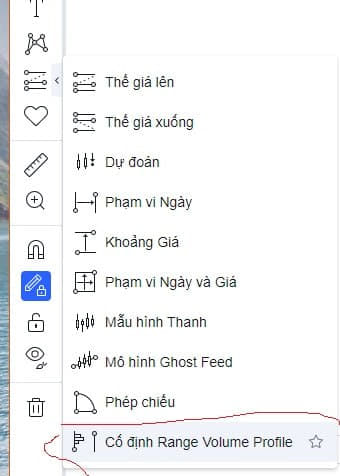 Thế giá lên
Thế giá xuống
Dự đoán
Phạm vi Ngày
Khoảng Giá
Phạm vi Ngày và Giá
Mẫu hình Thanh
Mô hình Ghost Feed
Phép chiếu
Cố định Range Volume Profile